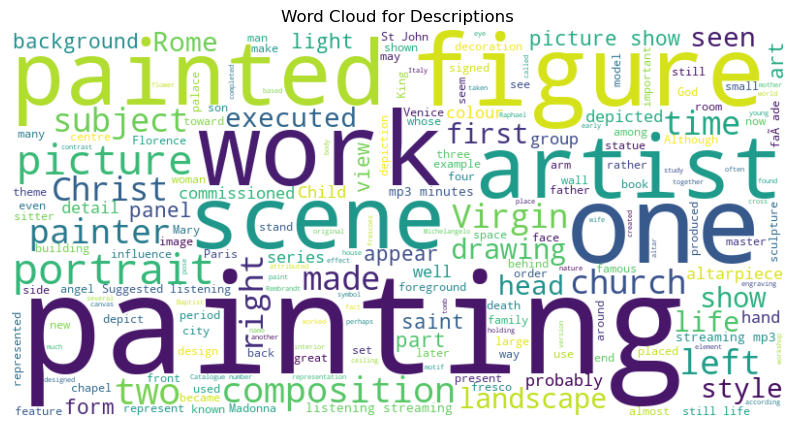 Word Cloud for Descriptions
background Rome man make light St John shown eye decoration picture show seen art
painted figure
many son palace toward completed flower based may King Italy signed called taken Raphael see seem model still important God small mother world
subject executed Venice colour depicted time room young now faÃ ade
centre Florence view whose depiction first group among statue Although
picture work artist
contrast body early study often found together
theme woman commissioned Child three example four arm wall father rather book
even Christ detail mp3 minutes
sitter painter panel scene Virgin one
building Mary image stand space face place wife created cross produced master sculpture
influence Paris series appear drawing behind order famous altar nature
portrait original frescoes Michelangelo house effect pose
side angel Suggested listening attributed paint Rembrandt made right well foreground head church altarpiece show
represented several canvas Baptist symbol fact death holding tomb engraving
new depict period saint part family around life hand
painting
city worked perhaps large streaming mp3
design name another interior ceiling back great set later way version end placed use element workshop left
much designed chapel front Catalogue number representation motif present fresco probably according
two used became composition landscape style
feature form represent known Madonna listening streaming almost still life